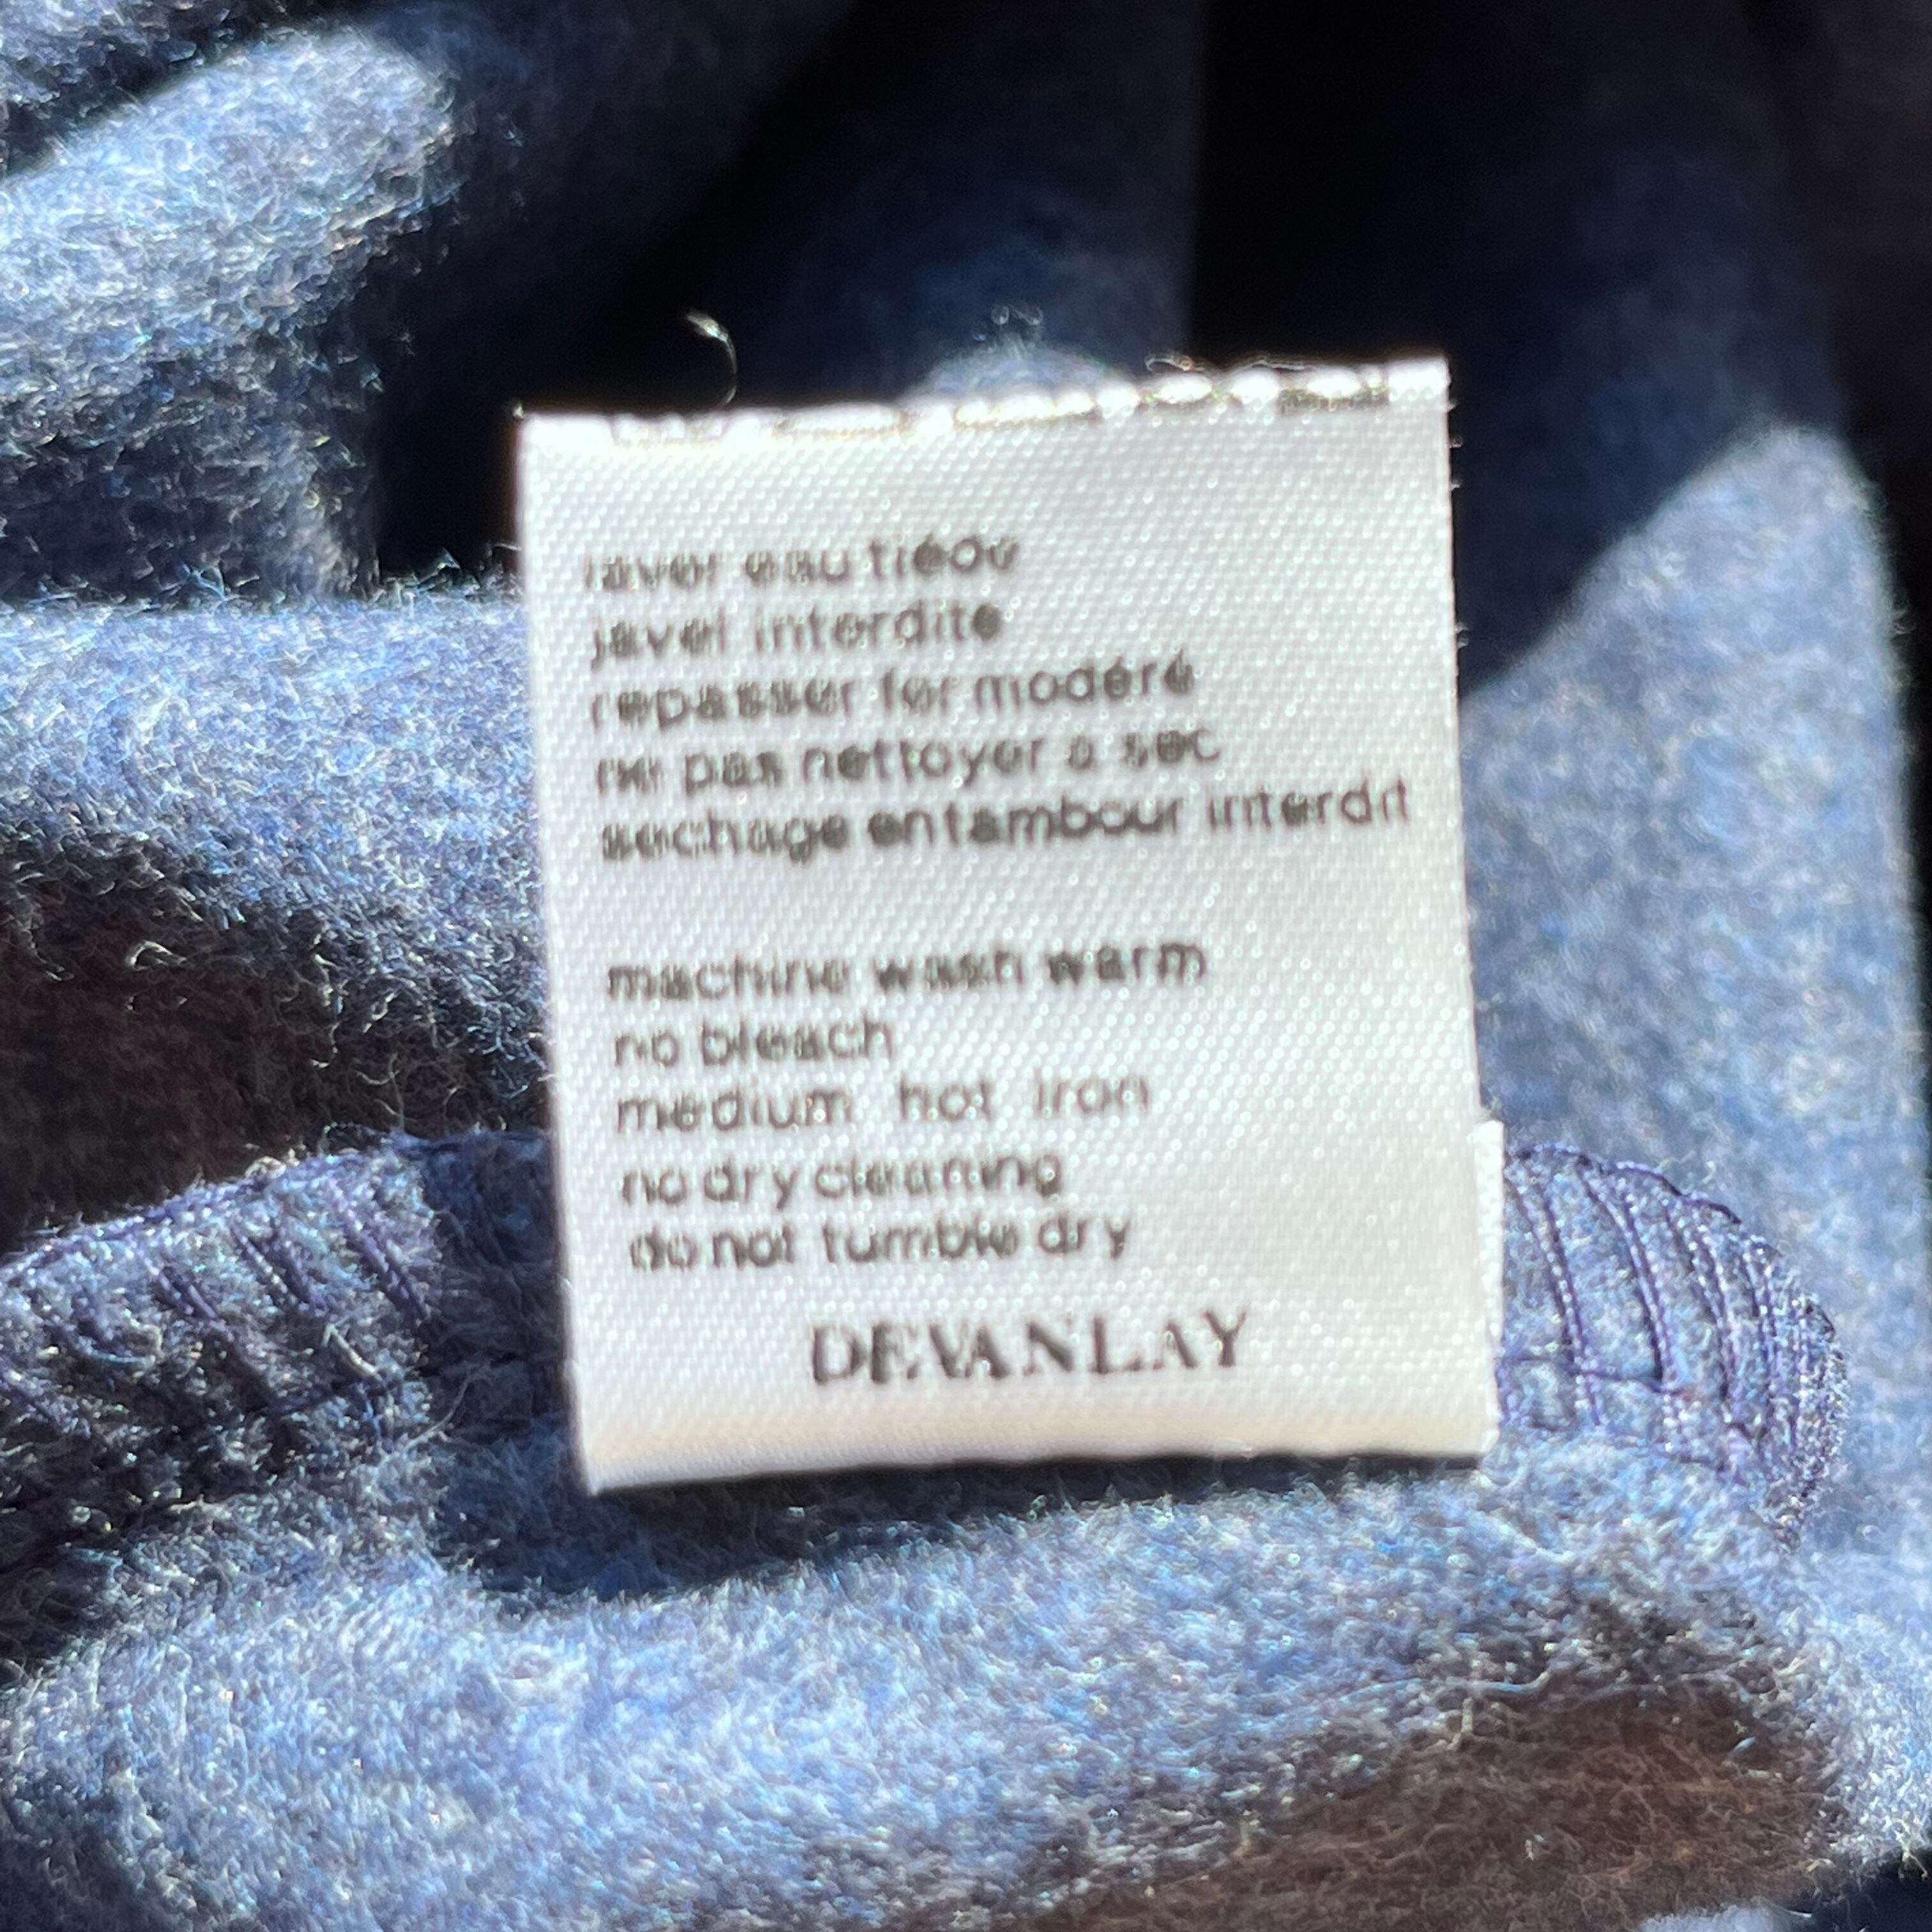 laver eau tiède
javel interdite
repasser fer modéré
ne pas nettoyer a sec
sechage en tambour interdit
machine wash warm
no bleach
medium hot iron
no dry cleaning
do not tumble dry
DEVANLAY